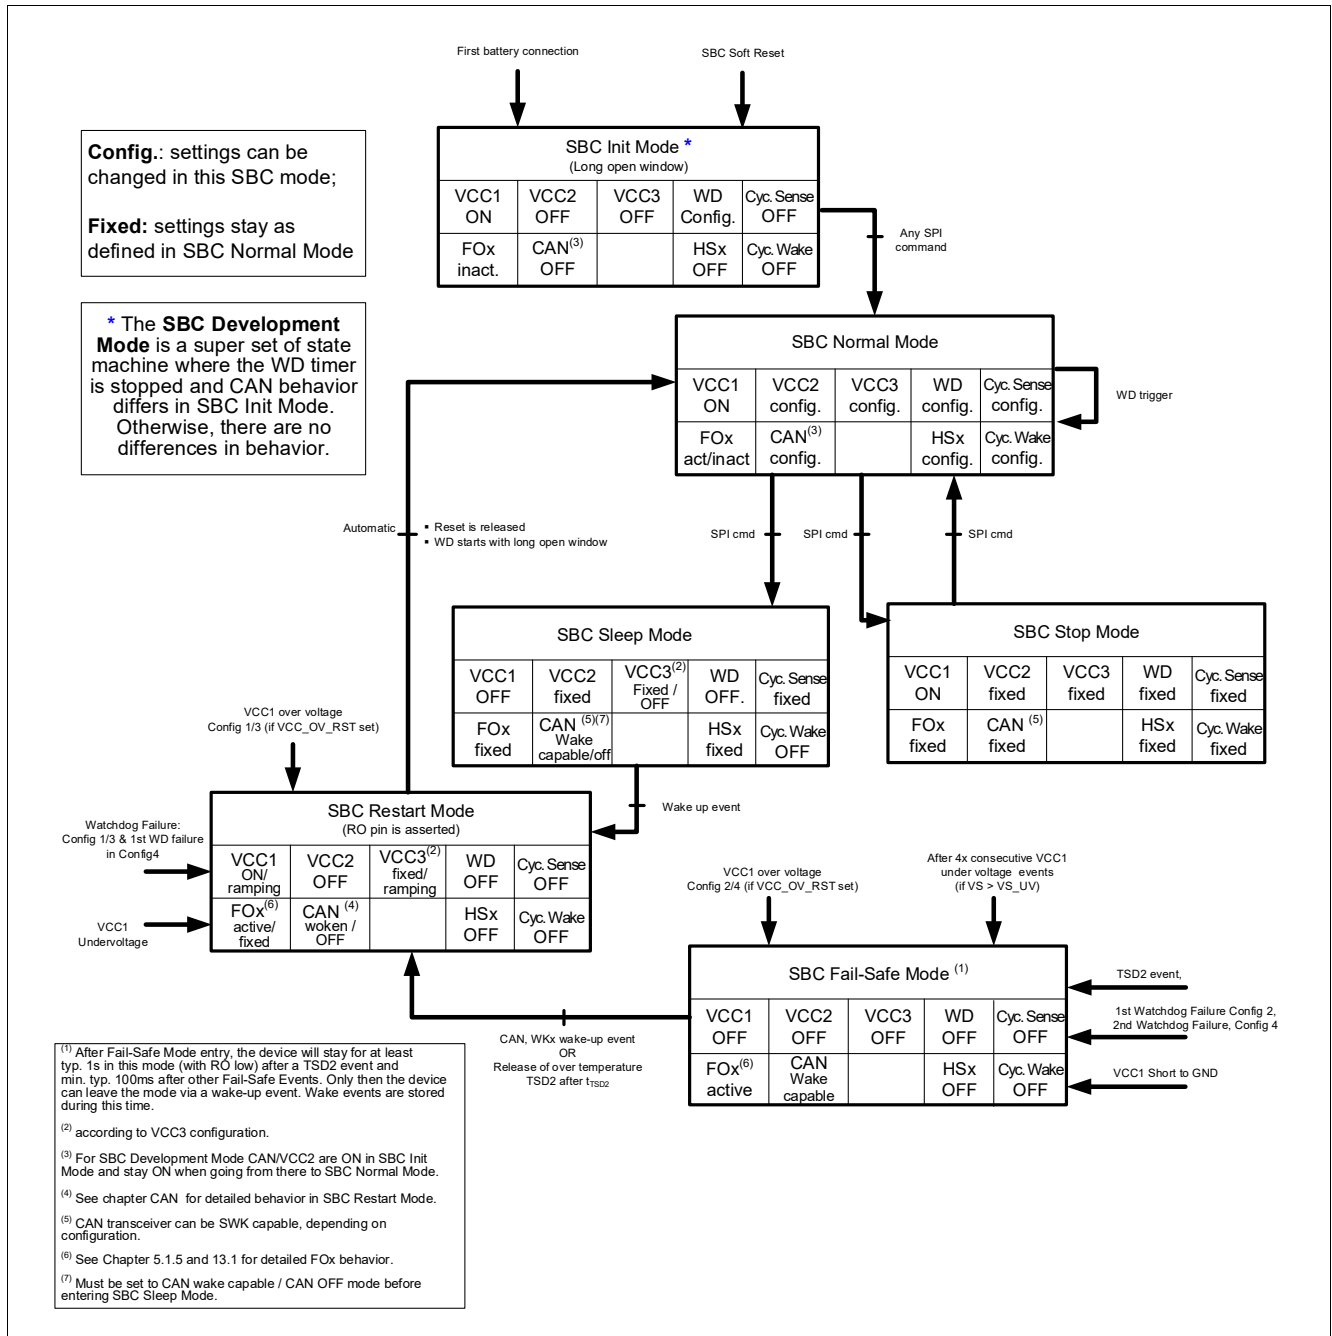 First battery connection
SBC Soft Reset
Config.: settings can be
changed in this SBC mode;
Fixed: settings stay as
defined in SBC Normal Mode
* The SBC Development
Mode is a super set of state
machine where the WD timer
is stopped and CAN behavior
differs in SBC Init Mode.
Otherwise, there are no
differences in behavior.
SBC Init Mode *
(Long open window)
VCC1
ON
VCC2
OFF
VCC3
OFF
WD
Config.
Cyc. Sense
OFF
FOx
inact.
CAN(3)
OFF
HSx
OFF
Cyc. Wake
OFF
Any SPI
command
SBC Normal Mode
VCC1
ON
VCC2
config.
VCC3
config.
WD
config.
Cyc. Sense
config.
FOx
act/inact
CAN(3)
config.
HSx
config.
Cyc. Wake
config.
WD trigger
Automatic
▪ Reset is released
▪ WD starts with long open window
SPI cmd
SPI cmd
SPI cmd
SBC Sleep Mode
VCC1
OFF
VCC2
fixed
VCC3(2)
Fixed /
OFF
WD
OFF.
Cyc. Sense
fixed
FOx
fixed
CAN (5)(7)
Wake
capable/off
HSx
fixed
Cyc. Wake
OFF
SBC Stop Mode
VCC1
ON
VCC2
fixed
VCC3
fixed
WD
fixed
Cyc. Sense
fixed
FOx
fixed
CAN (5)
fixed
HSx
fixed
Cyc. Wake
fixed
VCC1 over voltage
Config 1/3 (if VCC_OV_RST set)
Wake up event
Watchdog Failure:
Config 1/3 & 1st WD failure
in Config4
VCC1
Undervoltage
SBC Restart Mode
(RO pin is asserted)
VCC1
ON/
ramping
VCC2
OFF
VCC3(2)
fixed/
ramping
WD
OFF
Cyc. Sense
OFF
FOx(6)
active/
fixed
CAN (4)
woken /
OFF
HSx
OFF
Cyc. Wake
OFF
VCC1 over voltage
Config 2/4 (if VCC_OV_RST set)
After 4x consecutive VCC1
under voltage events
(if VS > VS_UV)
SBC Fail-Safe Mode (1)
VCC1
OFF
VCC2
OFF
VCC3
OFF
WD
OFF
Cyc. Sense
OFF
FOx(6)
active
CAN
Wake
capable
HSx
OFF
Cyc. Wake
OFF
TSD2 event,
1st Watchdog Failure Config 2,
2nd Watchdog Failure, Config 4
VCC1 Short to GND
CAN, WKx wake-up event
OR
Release of over temperature
TSD2 after tTSD2
(1) After Fail-Safe Mode entry, the device will stay for at least
typ. 1s in this mode (with RO low) after a TSD2 event and
min. typ. 100ms after other Fail-Safe Events. Only then the device
can leave the mode via a wake-up event. Wake events are stored
during this time.
(2) according to VCC3 configuration.
(3) For SBC Development Mode CAN/VCC2 are ON in SBC Init
Mode and stay ON when going from there to SBC Normal Mode.
(4) See chapter CAN for detailed behavior in SBC Restart Mode.
(5) CAN transceiver can be SWK capable, depending on
configuration.
(6) See Chapter 5.1.5 and 13.1 for detailed FOx behavior.
(7) Must be set to CAN wake capable / CAN OFF mode before
entering SBC Sleep Mode.